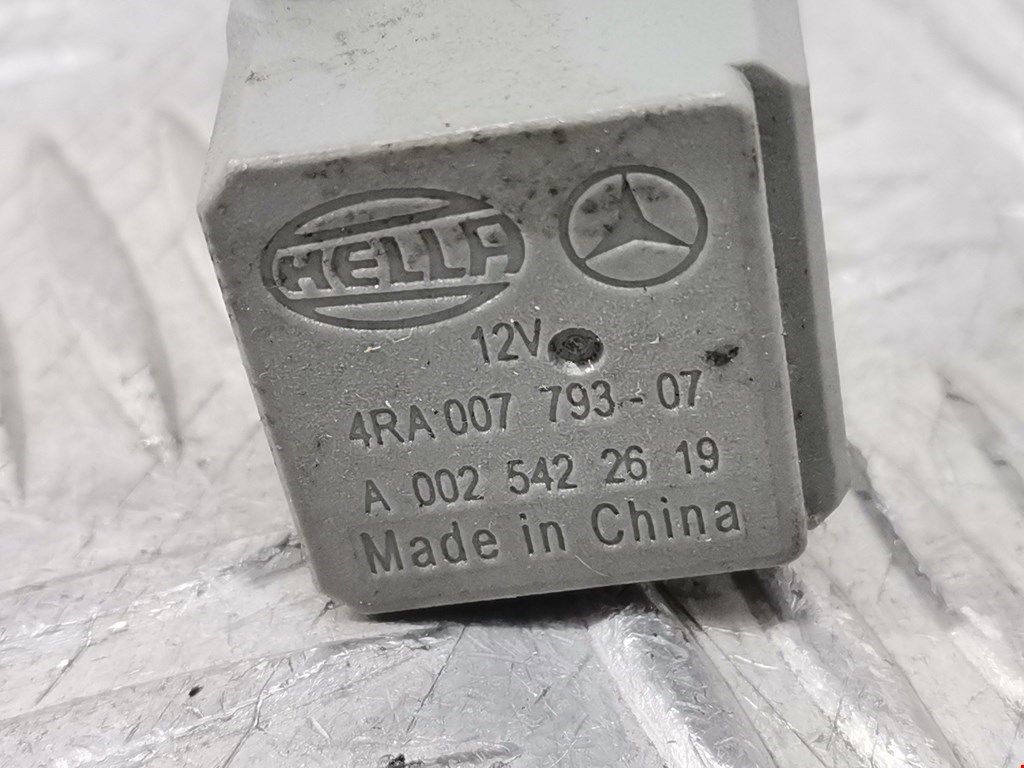 HELLA
12V
4RA 007 793-07
A 002 542 26 19
Made in China